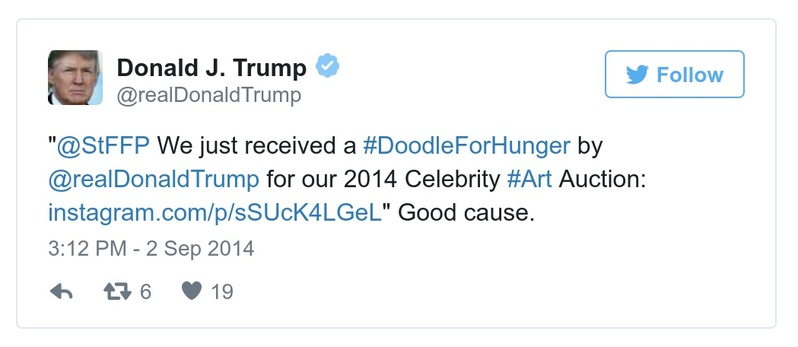 Donald J. Trump
@realDonaldTrump
Follow
"@StFFP We just received a #DoodleForHunger by
@realDonaldTrump for our 2014 Celebrity #Art Auction:
instagram.com/p/sSUcK4LGeL" Good cause.
3:12 PM - 2 Sep 2014
6 19